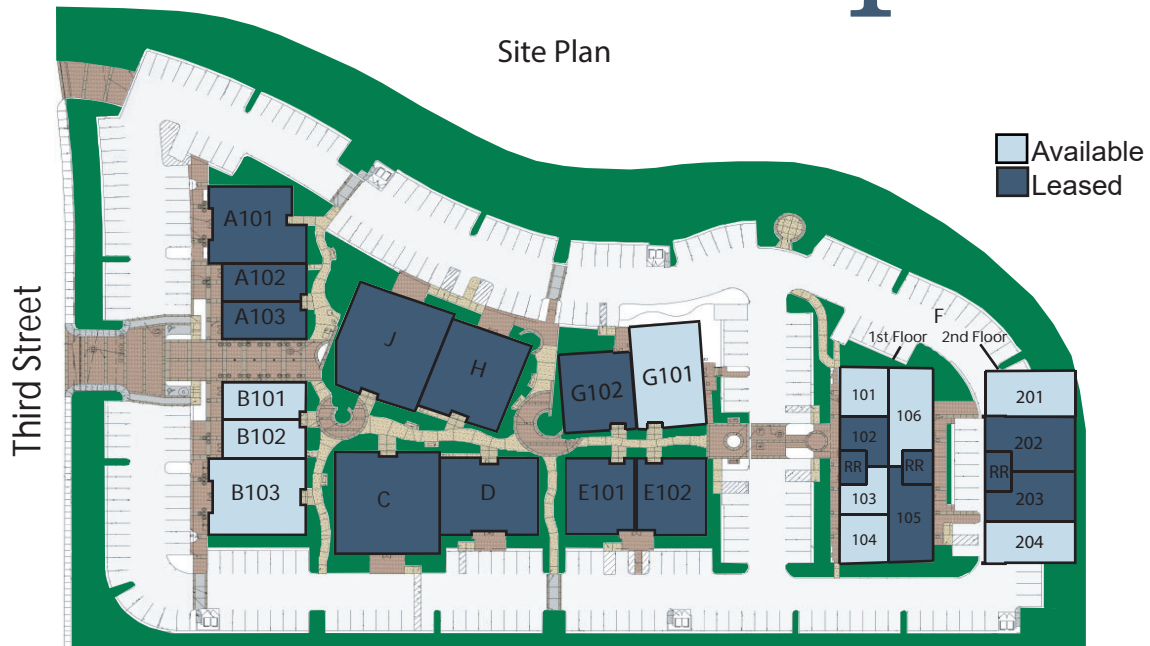 Site Plan
Available
Leased
Third Street
A101
A102
A103
J
H
B101
B102
B103
C
D
G102
G101
E101
E102
F
1st Floor
2nd Floor
101
102
RR
103
104
106
RR
105
201
202
RR
203
204